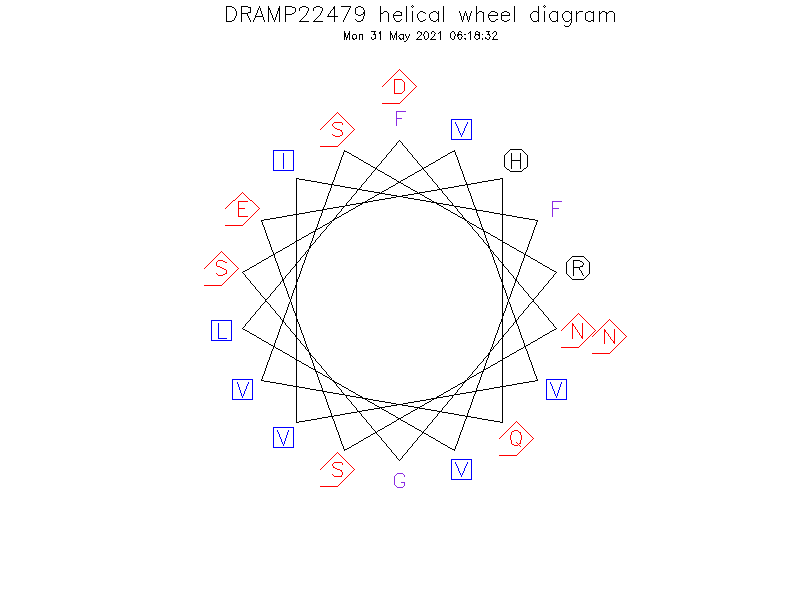 DRAMP22479 helical wheel diagram
Mon 31 May 2021 06:18:32
D
S F V
I H
E F
S R
L N N
V V
V Q
S G V